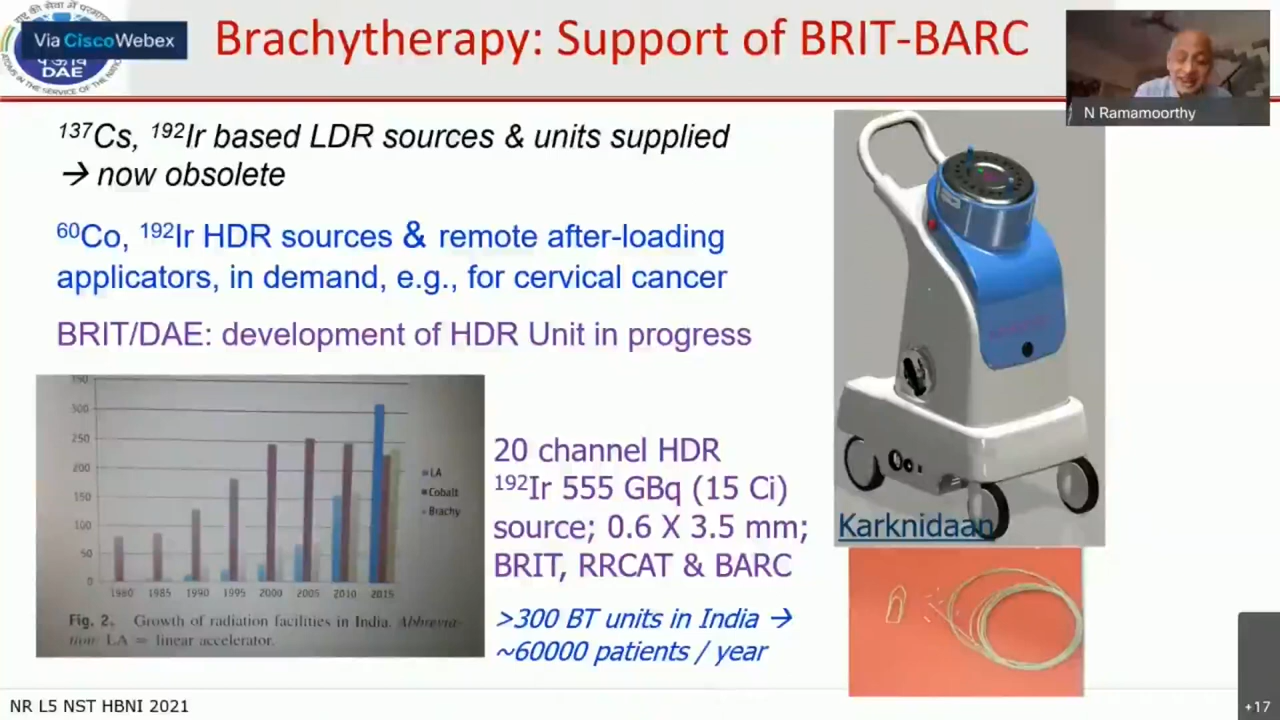 Via Cisco Webex
DAE
Brachytherapy: Support of BRIT-BARC
N Ramamoorthy
¹³⁷Cs, ¹⁹²Ir based LDR sources & units supplied
→ now obsolete
⁶⁰Co, ¹⁹²Ir HDR sources & remote after-loading
applicators, in demand, e.g., for cervical cancer
BRIT/DAE: development of HDR Unit in progress
350
300
250
200
150
100
50
0
1980 1985 1990 1995 2000 2005 2010 2015
LA
Cobalt
Brachy
Fig. 2. Growth of radiation facilities in India. Abbrevia-
tion: LA = linear accelerator.
20 channel HDR
¹⁹²Ir 555 GBq (15 Ci)
source; 0.6 X 3.5 mm;
BRIT, RRCAT & BARC
>300 BT units in India →
~60000 patients / year
Karknidaan
NR L5 NST HBNI 2021
+17